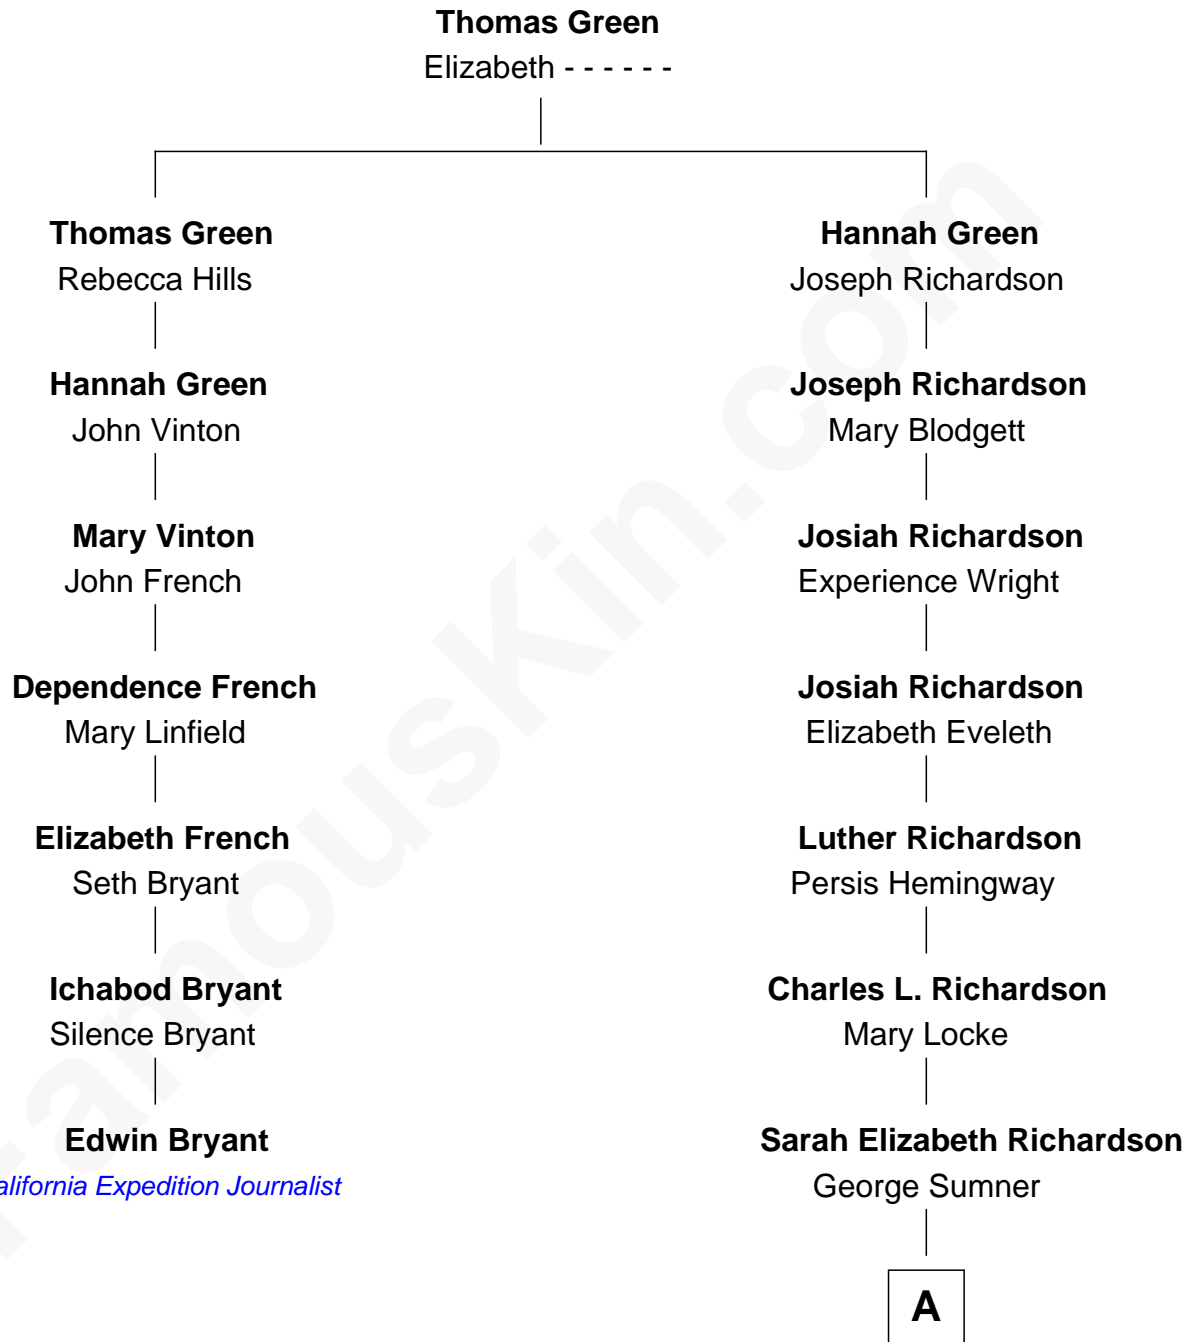 Thomas Green
Elizabeth - - - - - -
Thomas Green
Rebecca Hills
Hannah Green
Joseph Richardson
Hannah Green
John Vinton
Joseph Richardson
Mary Blodgett
Mary Vinton
John French
Josiah Richardson
Experience Wright
Dependence French
Mary Linfield
Josiah Richardson
Elizabeth Eveleth
Elizabeth French
Seth Bryant
Luther Richardson
Persis Hemingway
Ichabod Bryant
Silence Bryant
Charles L. Richardson
Mary Locke
Edwin Bryant
alifornia Expedition Journalist
Sarah Elizabeth Richardson
George Sumner
A
FamousKin.com